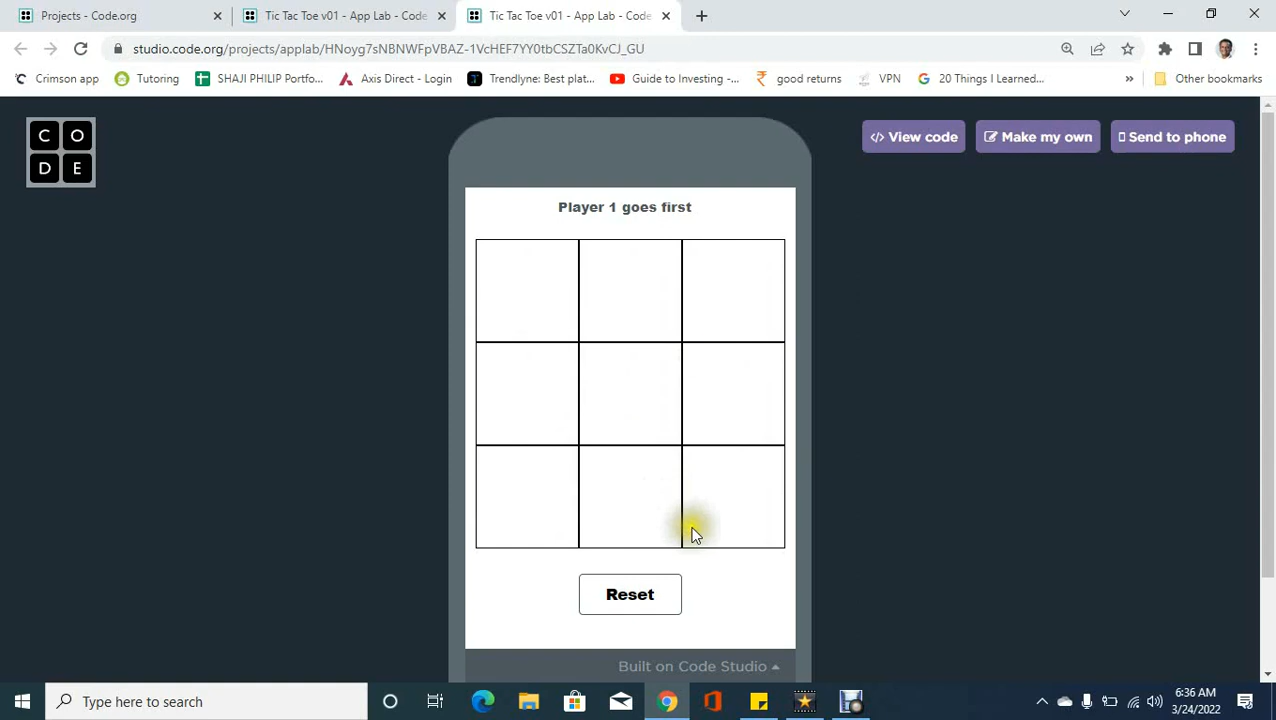 Projects - Code.org
Tic Tac Toe v01 - App Lab - Code
Tic Tac Toe v01 - App Lab - Code
studio.code.org/projects/applab/HNoyg7sNBNWFpVBAZ-1VcHEF7YY0tbCSZTa0KvCJ_GU
Crimson app
Tutoring
SHAJI PHILIP Portfo...
Axis Direct - Login
Trendlyne: Best plat...
Guide to Investing -...
good returns
VPN
20 Things I Learned...
»
Other bookmarks
C O
D E
</> View code
Make my own
Send to phone
Player 1 goes first
Reset
Built on Code Studio
Type here to search
6:36 AM
3/24/2022